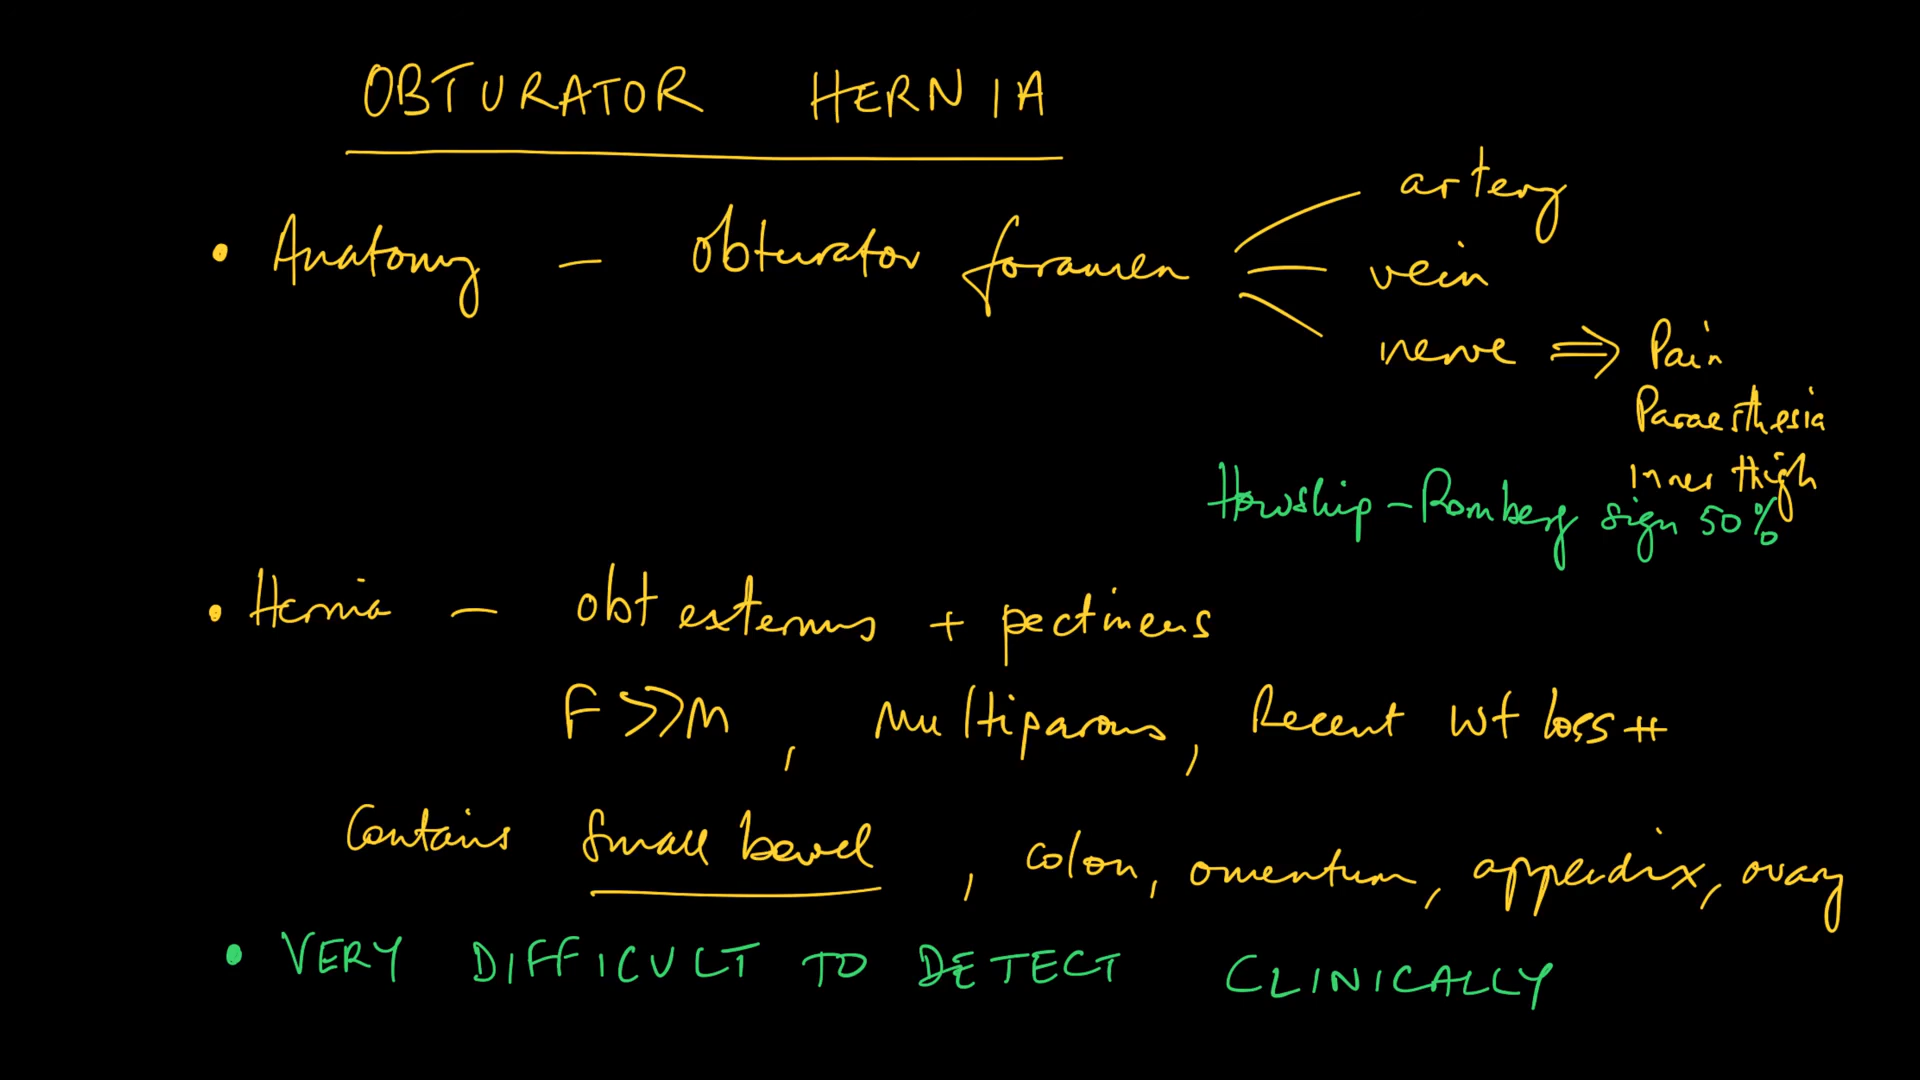 OBTURATOR HERNIA
artery
• Anatomy — Obturator foramen
vein
nerve ⇒ Pain
Paraesthesia
inner thigh
Howship-Romberg sign 50%
• Hernia — obt externus + pectineus
F >> M, Multiparous, Recent wt loss ++
Contains small bowel, colon, omentum, appendix, ovary
• VERY DIFFICULT TO DETECT CLINICALLY